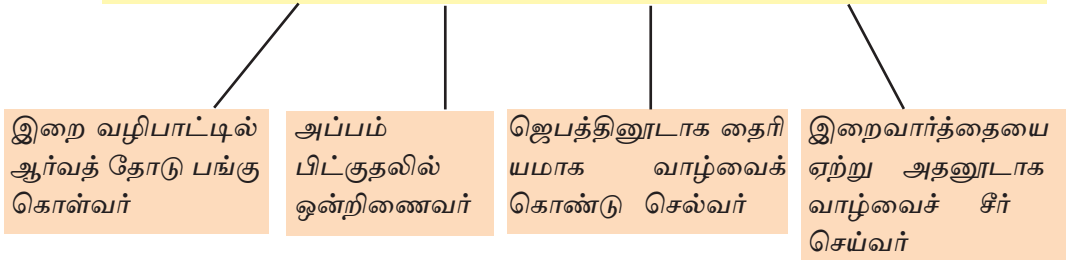 இறை வழிபாட்டில்
ஆர்வத் தோடு பங்கு
கொள்வர்
அப்பம்
பிட்குதலில்
ஒன்றிணைவர்
ஜெபத்தினூடாக தைரி
யமாக வாழ்வைக்
கொண்டு செல்வர்
இறைவார்த்தையை
ஏற்று அதனூடாக
வாழ்வைச் சீர்
செய்வர்